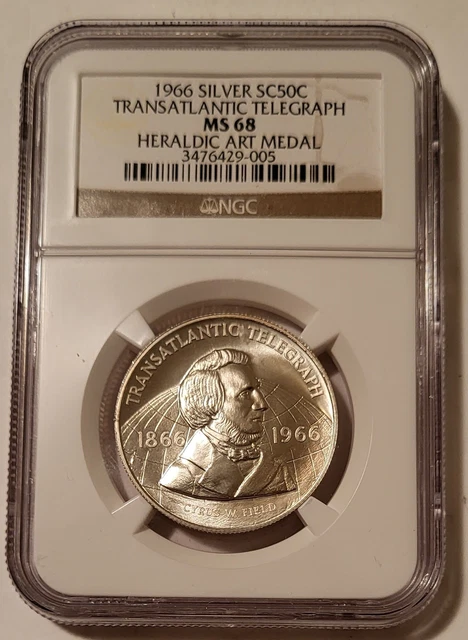 1966 SILVER SC50C
TRANSATLANTIC TELEGRAPH
MS 68
HERALDIC ART MEDAL
3476429-005
NGC
TRANSATLANTIC TELEGRAPH
1866 1966
CYRUS W. FIELD